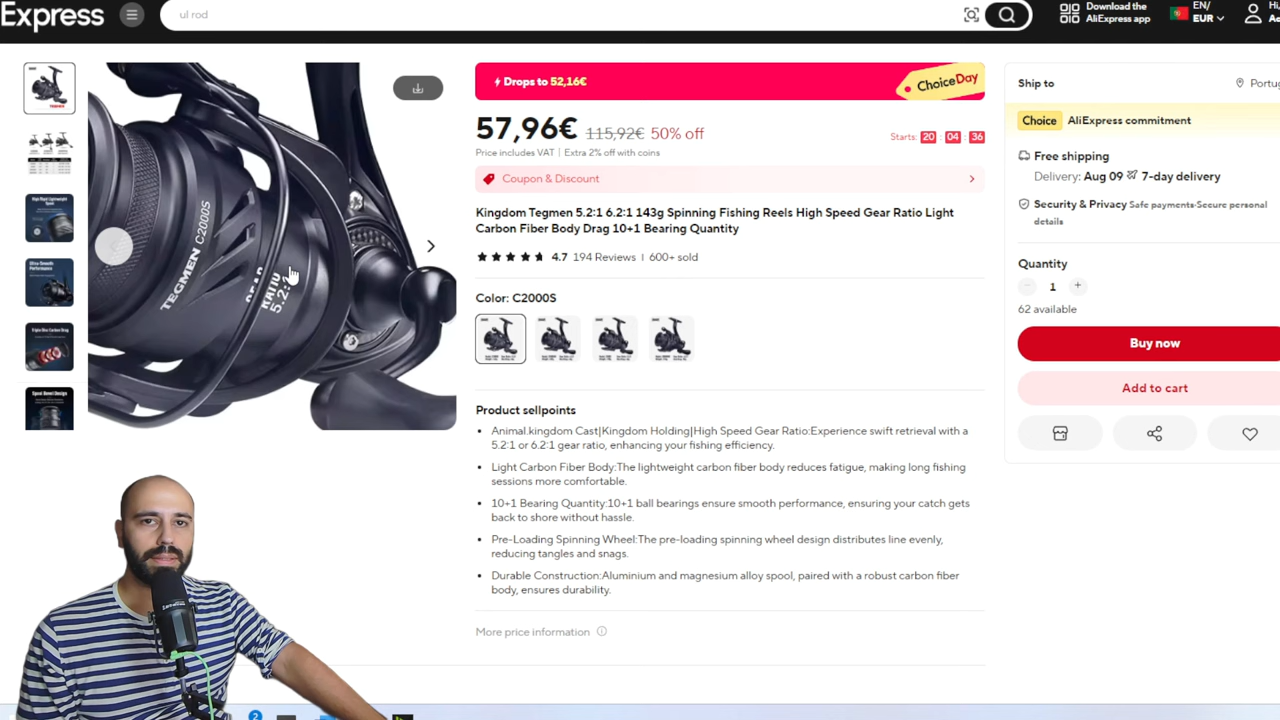 Express
ul rod
Download the
AliExpress app
EN/
EUR
Hi,
Drops to 52,16€
ChoiceDay
57,96€ 115,92€ 50% off
Starts: 20 : 04 : 36
Price includes VAT | Extra 2% off with coins
Coupon & Discount
Kingdom Tegmen 5.2:1 6.2:1 143g Spinning Fishing Reels High Speed Gear Ratio Light
Carbon Fiber Body Drag 10+1 Bearing Quantity
4.7 194 Reviews | 600+ sold
Color: C2000S
TEGMEN C2000S
GEAR
RATIO
5.2:1
Product sellpoints
Animal.kingdom Cast|Kingdom Holding|High Speed Gear Ratio:Experience swift retrieval with a
5.2:1 or 6.2:1 gear ratio, enhancing your fishing efficiency.
Light Carbon Fiber Body:The lightweight carbon fiber body reduces fatigue, making long fishing
sessions more comfortable.
10+1 Bearing Quantity:10+1 ball bearings ensure smooth performance, ensuring your catch gets
back to shore without hassle.
Pre-Loading Spinning Wheel:The pre-loading spinning wheel design distributes line evenly,
reducing tangles and snags.
Durable Construction:Aluminium and magnesium alloy spool, paired with a robust carbon fiber
body, ensures durability.
More price information
Ship to
Portug
Choice AliExpress commitment
Free shipping
Delivery: Aug 09 7-day delivery
Security & Privacy Safe payments·Secure personal
details
Quantity
− 1 +
62 available
Buy now
Add to cart
2